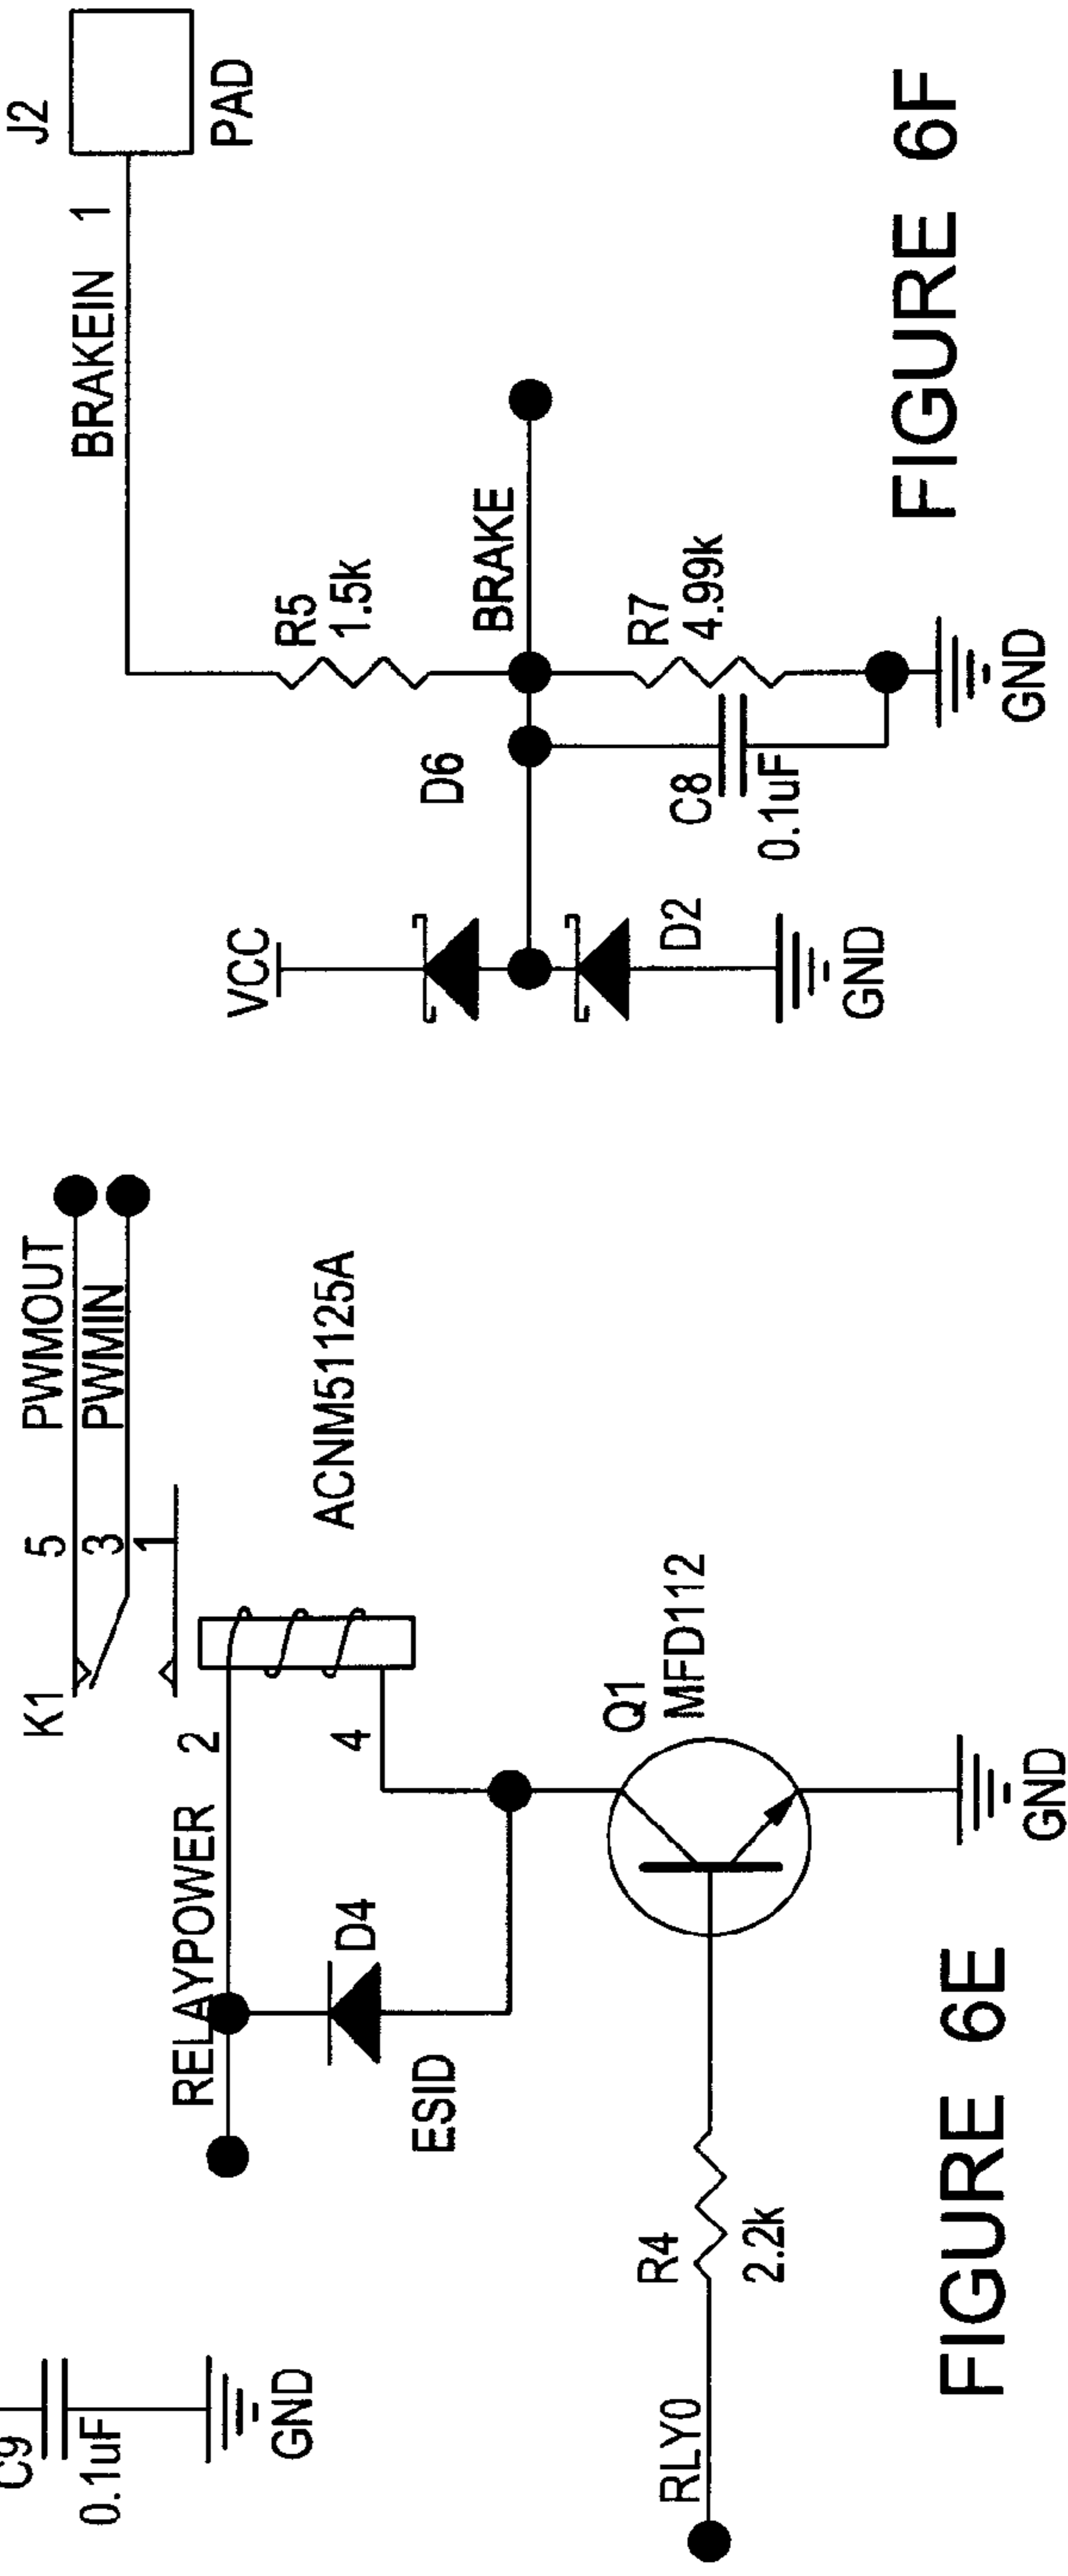 C9
0.1uF
GND
K1
5
PWMOUT
3
PWMIN
1
RELAYPOWER
2
ACNM51125A
D4
4
ESID
Q1
MFD112
RLY0
R4
2.2k
GND
FIGURE 6E
J2
BRAKEIN
1
PAD
VCC
R5
1.5k
D6
BRAKE
D2
C8
0.1uF
R7
4.99k
GND
GND
FIGURE 6F